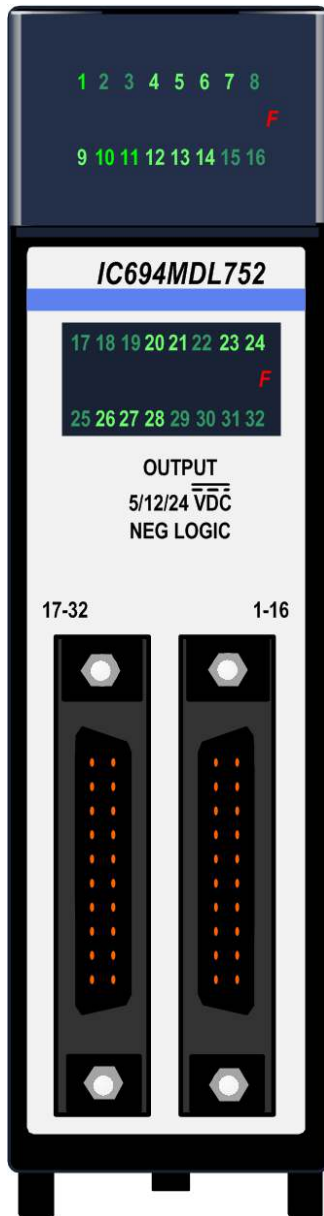 1 2 3 4 5 6 7 8
F
9 10 11 12 13 14 15 16
IC694MDL752
17 18 19 20 21 22 23 24
F
25 26 27 28 29 30 31 32
OUTPUT
5/12/24 VDC
NEG LOGIC
17-32 1-16